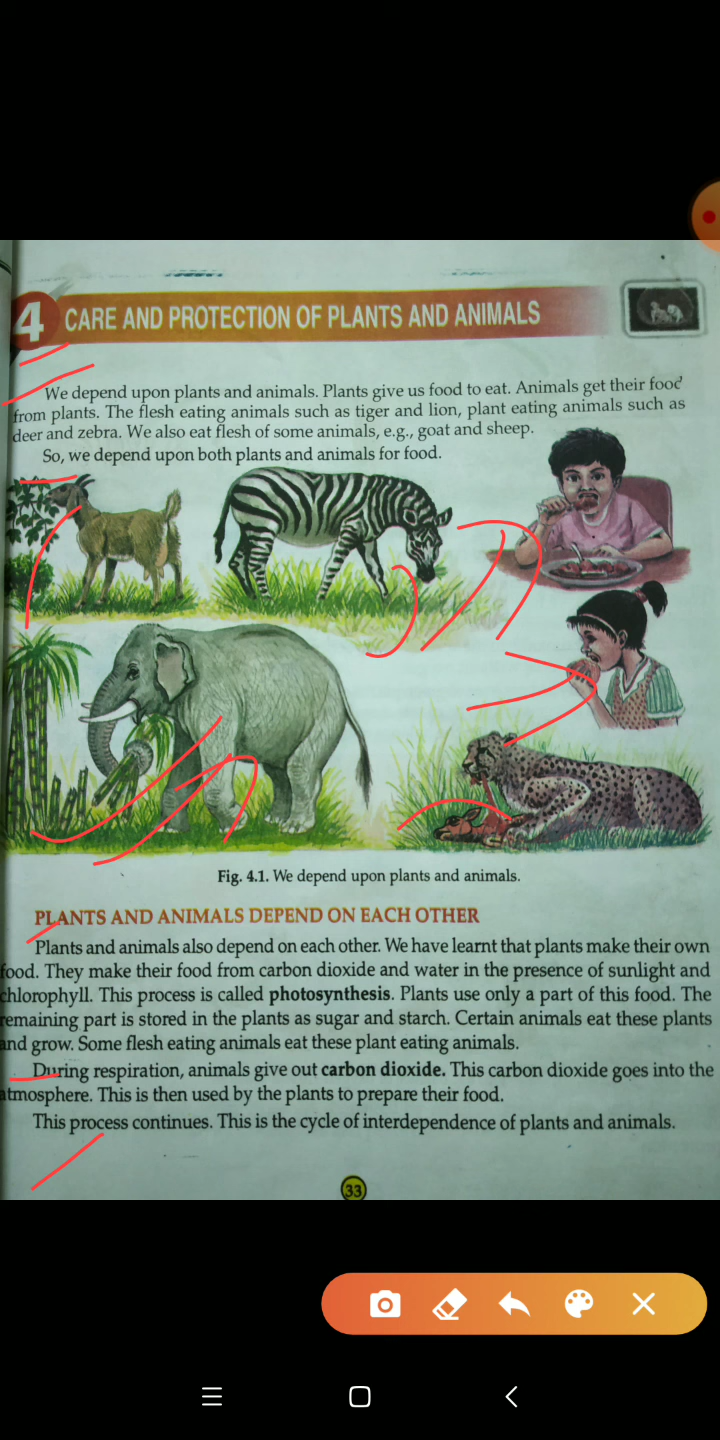 4 CARE AND PROTECTION OF PLANTS AND ANIMALS
We depend upon plants and animals. Plants give us food to eat. Animals get their food
from plants. The flesh eating animals such as tiger and lion, plant eating animals such as
deer and zebra. We also eat flesh of some animals, e.g., goat and sheep.
So, we depend upon both plants and animals for food.
Fig. 4.1. We depend upon plants and animals.
PLANTS AND ANIMALS DEPEND ON EACH OTHER
Plants and animals also depend on each other. We have learnt that plants make their own
food. They make their food from carbon dioxide and water in the presence of sunlight and
chlorophyll. This process is called photosynthesis. Plants use only a part of this food. The
remaining part is stored in the plants as sugar and starch. Certain animals eat these plants
and grow. Some flesh eating animals eat these plant eating animals.
During respiration, animals give out carbon dioxide. This carbon dioxide goes into the
atmosphere. This is then used by the plants to prepare their food.
This process continues. This is the cycle of interdependence of plants and animals.
33